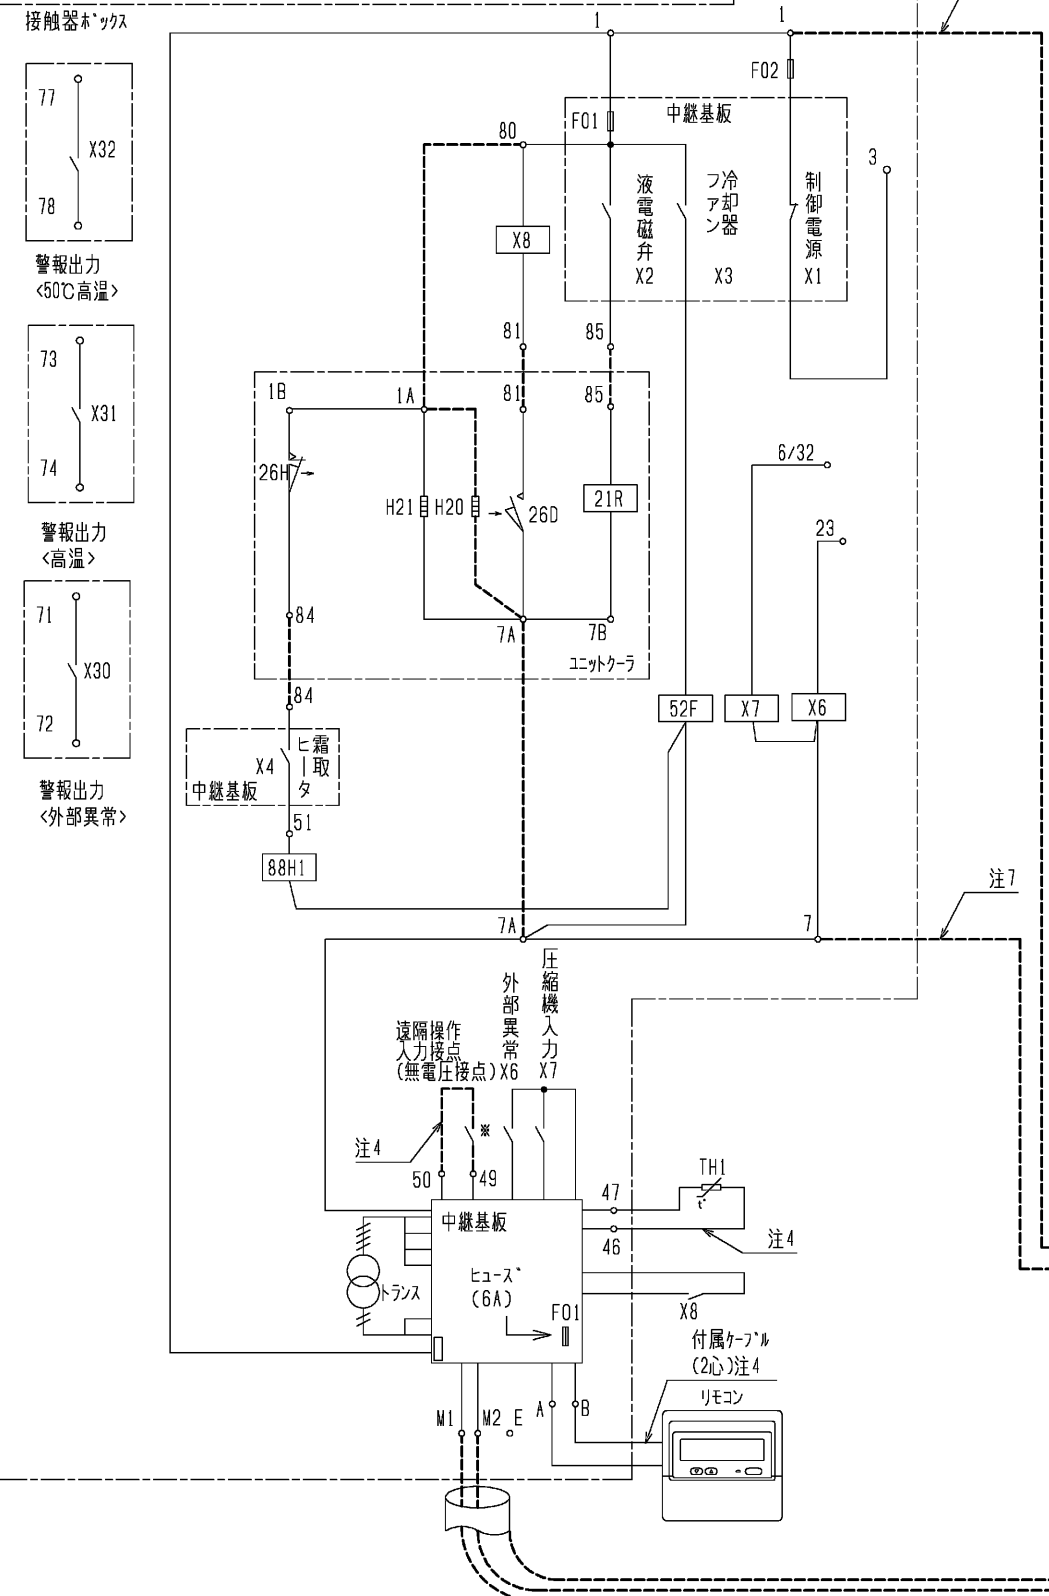 接触器ボックス
77
X32
78
警報出力
<50℃高温>
73
X31
74
警報出力
<高温>
71
X30
72
警報出力
<外部異常>
1
1
F02
F01
中継基板
80
3
液電磁弁
X2
冷却器
ファン
X3
制御電源
X1
X8
81
85
1B
1A
81
85
26H
H21
H20
26D
21R
6/32
23
84
7A
7B
ユニットクーラ
84
52F
X7
X6
霜取
ヒータ
X4
中継基板
51
88H1
注7
7A
7
遠隔操作
入力接点
(無電圧接点)
外部異常
X6
圧縮機入力
X7
※
注4
50
49
TH1
t°
47
46
注4
中継基板
ヒューズ
(6A)
F01
トランス
X8
付属ケーブル
(2心)注4
リモコン
M1
M2
E
A
B